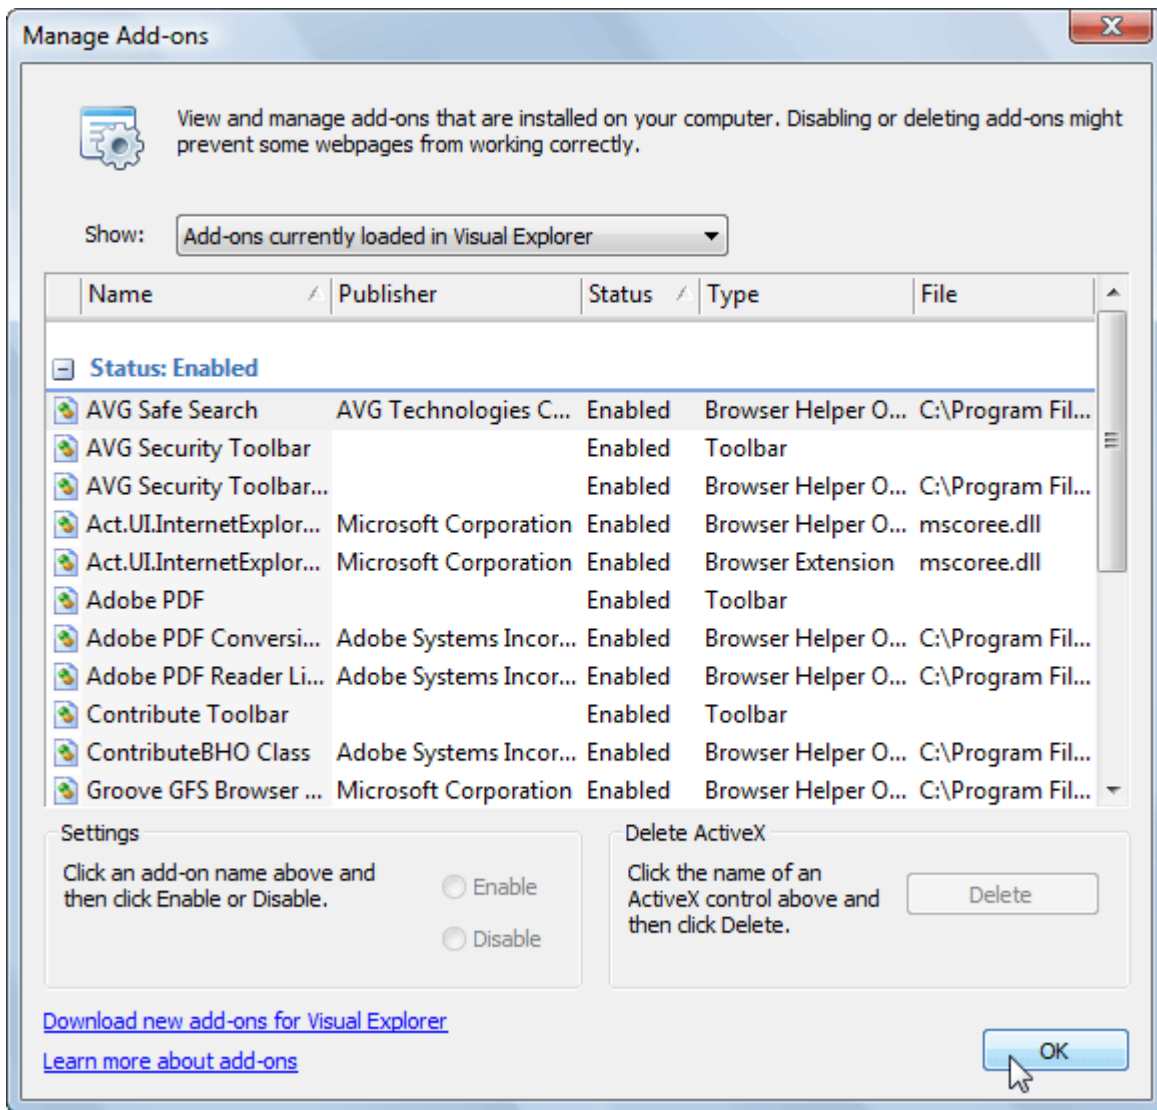 Manage Add-ons
View and manage add-ons that are installed on your computer. Disabling or deleting add-ons might
prevent some webpages from working correctly.
Show: Add-ons currently loaded in Visual Explorer
Name Publisher Status Type File
Status: Enabled
AVG Safe Search AVG Technologies C... Enabled Browser Helper O... C:\Program Fil...
AVG Security Toolbar Enabled Toolbar
AVG Security Toolbar... Enabled Browser Helper O... C:\Program Fil...
Act.UI.InternetExplor... Microsoft Corporation Enabled Browser Helper O... mscoree.dll
Act.UI.InternetExplor... Microsoft Corporation Enabled Browser Extension mscoree.dll
Adobe PDF Enabled Toolbar
Adobe PDF Conversi... Adobe Systems Incor... Enabled Browser Helper O... C:\Program Fil...
Adobe PDF Reader Li... Adobe Systems Incor... Enabled Browser Helper O... C:\Program Fil...
Contribute Toolbar Enabled Toolbar
ContributeBHO Class Adobe Systems Incor... Enabled Browser Helper O... C:\Program Fil...
Groove GFS Browser ... Microsoft Corporation Enabled Browser Helper O... C:\Program Fil...
Settings
Click an add-on name above and
then click Enable or Disable.
Enable
Disable
Delete ActiveX
Click the name of an
ActiveX control above and
then click Delete.
Delete
Download new add-ons for Visual Explorer
Learn more about add-ons
OK